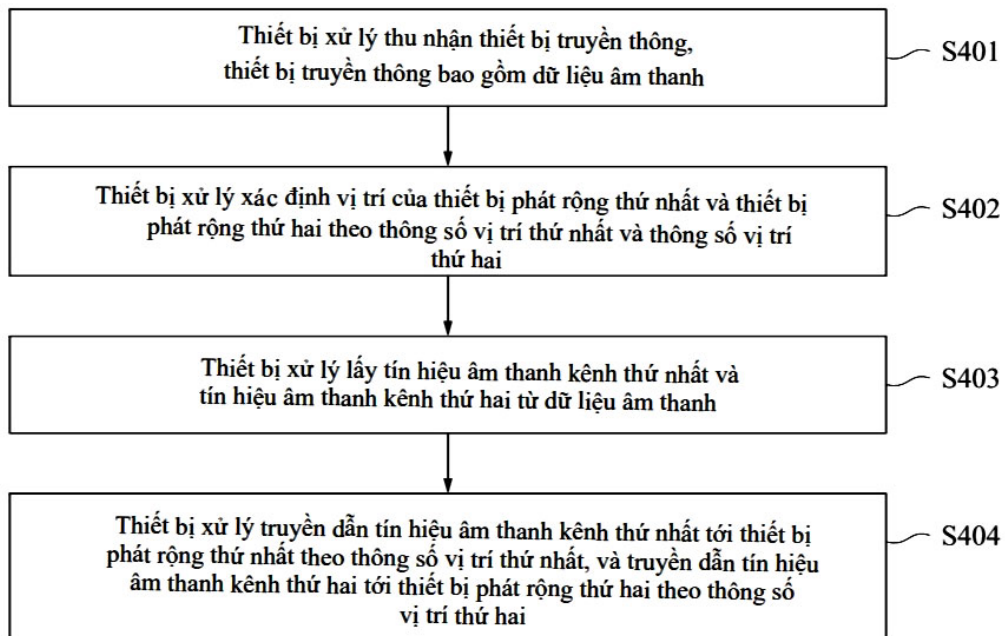 Thiết bị xử lý thu nhận thiết bị truyền thông,
thiết bị truyền thông bao gồm dữ liệu âm thanh
S401
Thiết bị xử lý xác định vị trí của thiết bị phát rộng thứ nhất và thiết bị
phát rộng thứ hai theo thông số vị trí thứ nhất và thông số vị trí
thứ hai
S402
Thiết bị xử lý lấy tín hiệu âm thanh kênh thứ nhất và
tín hiệu âm thanh kênh thứ hai từ dữ liệu âm thanh
S403
Thiết bị xử lý truyền dẫn tín hiệu âm thanh kênh thứ nhất tới thiết bị
phát rộng thứ nhất theo thông số vị trí thứ nhất, và truyền dẫn tín hiệu
âm thanh kênh thứ hai tới thiết bị phát rộng thứ hai theo thông số
vị trí thứ hai
S404